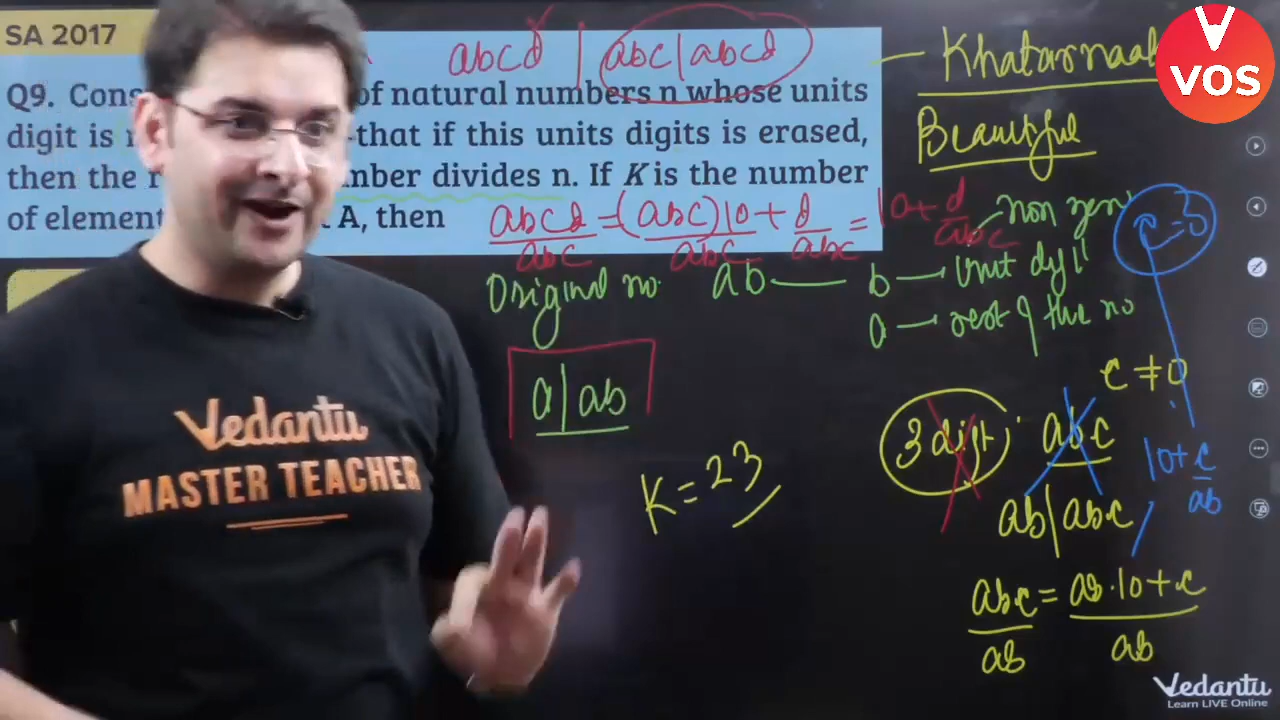 SA 2017
abcd | abc|abcd
Khatarnaak
VOS
Q9. Cons of natural numbers n whose units
digit is that if this units digits is erased,
then the divides n. If K is the number
of element A, then
Beautiful
abcd/abc = (abc)10/abc + d/abc = 10 + d/abc
non zero
c = 0
Original no. ab — b → Unit digit
a → rest of the no
a | ab
c ≠ 0
3 digit abc
10 + c/ab
K = 23
ab | abc
abc/ab = ab·10+c/ab
Vedantu
MASTER TEACHER
Vedantu
Learn LIVE Online